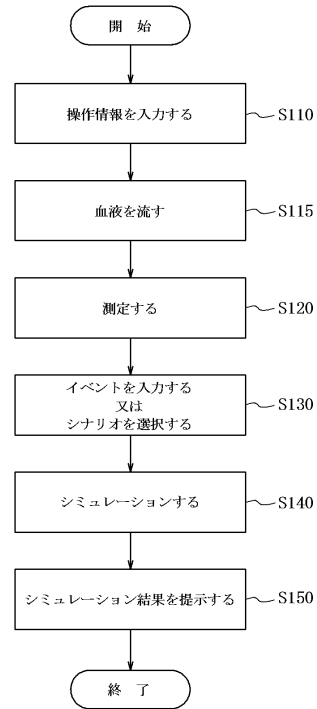 開 始
操作情報を入力する
S110
血液を流す
S115
測定する
S120
イベントを入力する
又は
シナリオを選択する
S130
シミュレーションする
S140
シミュレーション結果を提示する
S150
終 了